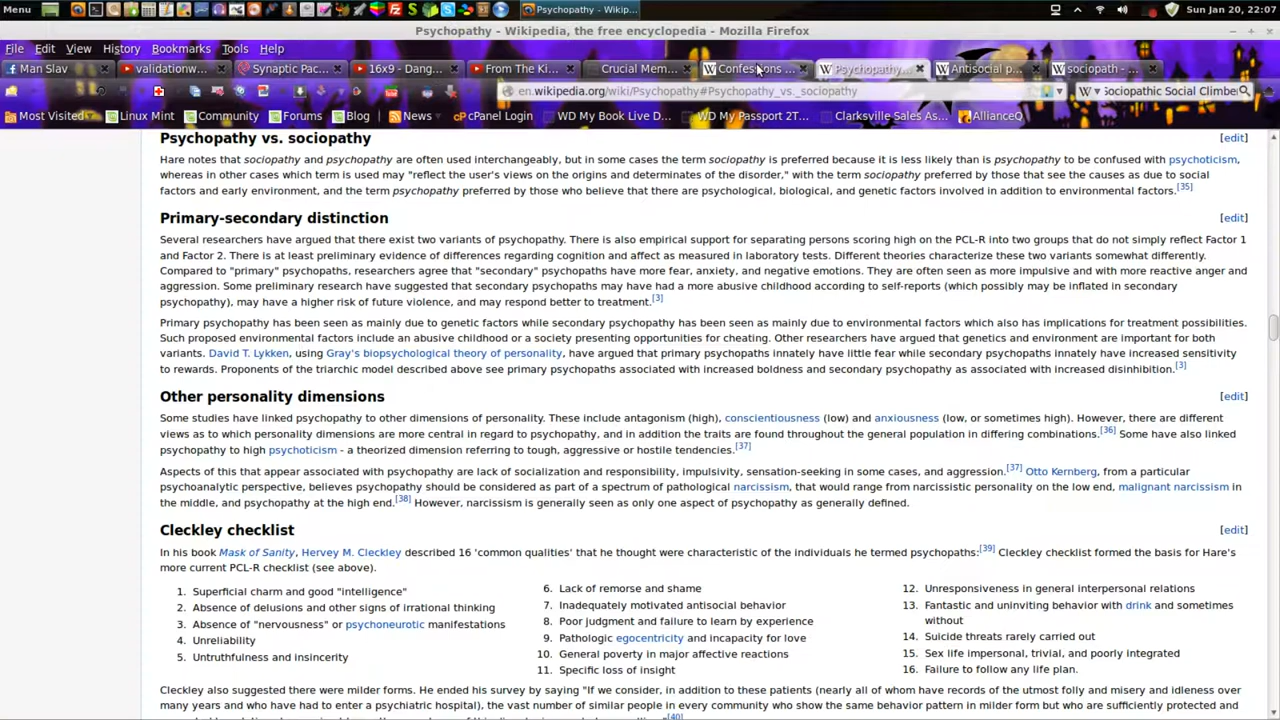 Menu
Psychopathy - Wikip...
Sun Jan 20, 22:07
Psychopathy - Wikipedia, the free encyclopedia - Mozilla Firefox
File Edit View History Bookmarks Tools Help
Man Slav
validationw...
Synaptic Pac...
16x9 - Dang...
From The Ki...
Crucial Mem...
Confessions ...
Psychopathy...
Antisocial p...
sociopath - ...
en.wikipedia.org/wiki/Psychopathy#Psychopathy_vs._sociopathy
ociopathic Social Climbe
Most Visited
Linux Mint
Community
Forums
Blog
News
cPanel Login
WD My Book Live D...
WD My Passport 2T...
Clarksville Sales As...
AllianceQ
Psychopathy vs. sociopathy [edit]
Hare notes that sociopathy and psychopathy are often used interchangeably, but in some cases the term sociopathy is preferred because it is less likely than is psychopathy to be confused with psychoticism,
whereas in other cases which term is used may "reflect the user's views on the origins and determinates of the disorder," with the term sociopathy preferred by those that see the causes as due to social
factors and early environment, and the term psychopathy preferred by those who believe that there are psychological, biological, and genetic factors involved in addition to environmental factors.[35]
Primary-secondary distinction [edit]
Several researchers have argued that there exist two variants of psychopathy. There is also empirical support for separating persons scoring high on the PCL-R into two groups that do not simply reflect Factor 1
and Factor 2. There is at least preliminary evidence of differences regarding cognition and affect as measured in laboratory tests. Different theories characterize these two variants somewhat differently.
Compared to "primary" psychopaths, researchers agree that "secondary" psychopaths have more fear, anxiety, and negative emotions. They are often seen as more impulsive and with more reactive anger and
aggression. Some preliminary research have suggested that secondary psychopaths may have had a more abusive childhood according to self-reports (which possibly may be inflated in secondary
psychopathy), may have a higher risk of future violence, and may respond better to treatment.[3]
Primary psychopathy has been seen as mainly due to genetic factors while secondary psychopathy has been seen as mainly due to environmental factors which also has implications for treatment possibilities.
Such proposed environmental factors include an abusive childhood or a society presenting opportunities for cheating. Other researchers have argued that genetics and environment are important for both
variants. David T. Lykken, using Gray's biopsychological theory of personality, have argued that primary psychopaths innately have little fear while secondary psychopaths innately have increased sensitivity
to rewards. Proponents of the triarchic model described above see primary psychopaths associated with increased boldness and secondary psychopathy as associated with increased disinhibition.[3]
Other personality dimensions [edit]
Some studies have linked psychopathy to other dimensions of personality. These include antagonism (high), conscientiousness (low) and anxiousness (low, or sometimes high). However, there are different
views as to which personality dimensions are more central in regard to psychopathy, and in addition the traits are found throughout the general population in differing combinations.[36] Some have also linked
psychopathy to high psychoticism - a theorized dimension referring to tough, aggressive or hostile tendencies.[37]
Aspects of this that appear associated with psychopathy are lack of socialization and responsibility, impulsivity, sensation-seeking in some cases, and aggression.[37] Otto Kernberg, from a particular
psychoanalytic perspective, believes psychopathy should be considered as part of a spectrum of pathological narcissism, that would range from narcissistic personality on the low end, malignant narcissism in
the middle, and psychopathy at the high end.[38] However, narcissism is generally seen as only one aspect of psychopathy as generally defined.
Cleckley checklist [edit]
In his book Mask of Sanity, Hervey M. Cleckley described 16 'common qualities' that he thought were characteristic of the individuals he termed psychopaths:[39] Cleckley checklist formed the basis for Hare's
more current PCL-R checklist (see above).
1. Superficial charm and good "intelligence"
2. Absence of delusions and other signs of irrational thinking
3. Absence of "nervousness" or psychoneurotic manifestations
4. Unreliability
5. Untruthfulness and insincerity
6. Lack of remorse and shame
7. Inadequately motivated antisocial behavior
8. Poor judgment and failure to learn by experience
9. Pathologic egocentricity and incapacity for love
10. General poverty in major affective reactions
11. Specific loss of insight
12. Unresponsiveness in general interpersonal relations
13. Fantastic and uninviting behavior with drink and sometimes
without
14. Suicide threats rarely carried out
15. Sex life impersonal, trivial, and poorly integrated
16. Failure to follow any life plan.
Cleckley also suggested there were milder forms. He ended his survey by saying "If we consider, in addition to these patients (nearly all of whom have records of the utmost folly and misery and idleness over
many years and who have had to enter a psychiatric hospital), the vast number of similar people in every community who show the same behavior pattern in milder form but who are sufficiently protected and
[40]